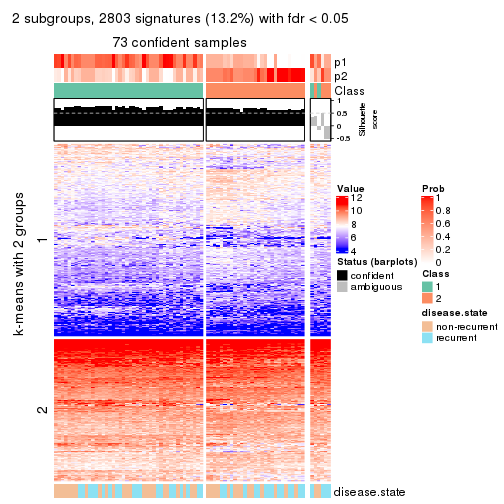 2 subgroups, 2803 signatures (13.2%) with fdr < 0.05
73 confident samples
p1
p2
Class
1
0.5
0
-0.5
Silhouette
score
k-means with 2 groups
1
2
disease.state
Value
12
10
8
6
4
Status (barplots)
confident
ambiguous
Prob
1
0.8
0.6
0.4
0.2
0
Class
1
2
disease.state
non-recurrent
recurrent